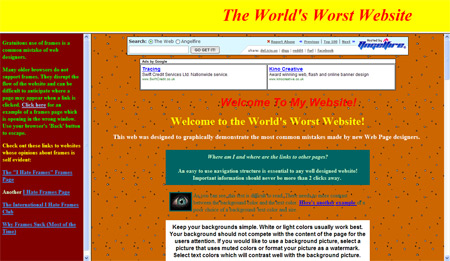 The World's Worst Website
Gratuitous use of frames is a
common mistake of web
designers.
Many older browsers do not
support frames. They disrupt the
flow of the website and can be
difficult to anticipate where a
page may appear when a link is
clicked. Click here for an
example of a frames page which
is opening in the wrong window.
Use your browser's 'Back' button
to escape.
Check out these links to websites
whose opinions about frames is
self evident:
The "I Hate Frames" Frames
Page
Another I Hate Frames Page
The International I Hate Frames
Club
Why Frames Suck (Most of the
Time)
Search: The Web Angelfire
GO GET IT!
Report Abuse « Previous | Top 100 | Next »
hosted by
Angelfire
Ads by Google
Tracing
Swift Credit Services Ltd. Nationwide service.
Kino Creative
Award winning web, flash and online banner design
Welcome To My Website!
Welcome to the World's Worst Website!
This web was designed to graphically demonstrate the most common mistakes made by new Web Page designers.
Where am I and where are the links to other pages?
An easy to use navigation structure is essential to any well designed website!
Important information should never be more than 2 clicks away.
Here's another example
Keep your backgrounds simple. White or light colors usually work best.
Your background should not compete with the content of the page for the
users attention. If you would like to use a background picture, select a
picture that uses muted colors or format your picture as a watermark.
Select text colors which will contrast well with the background picture.